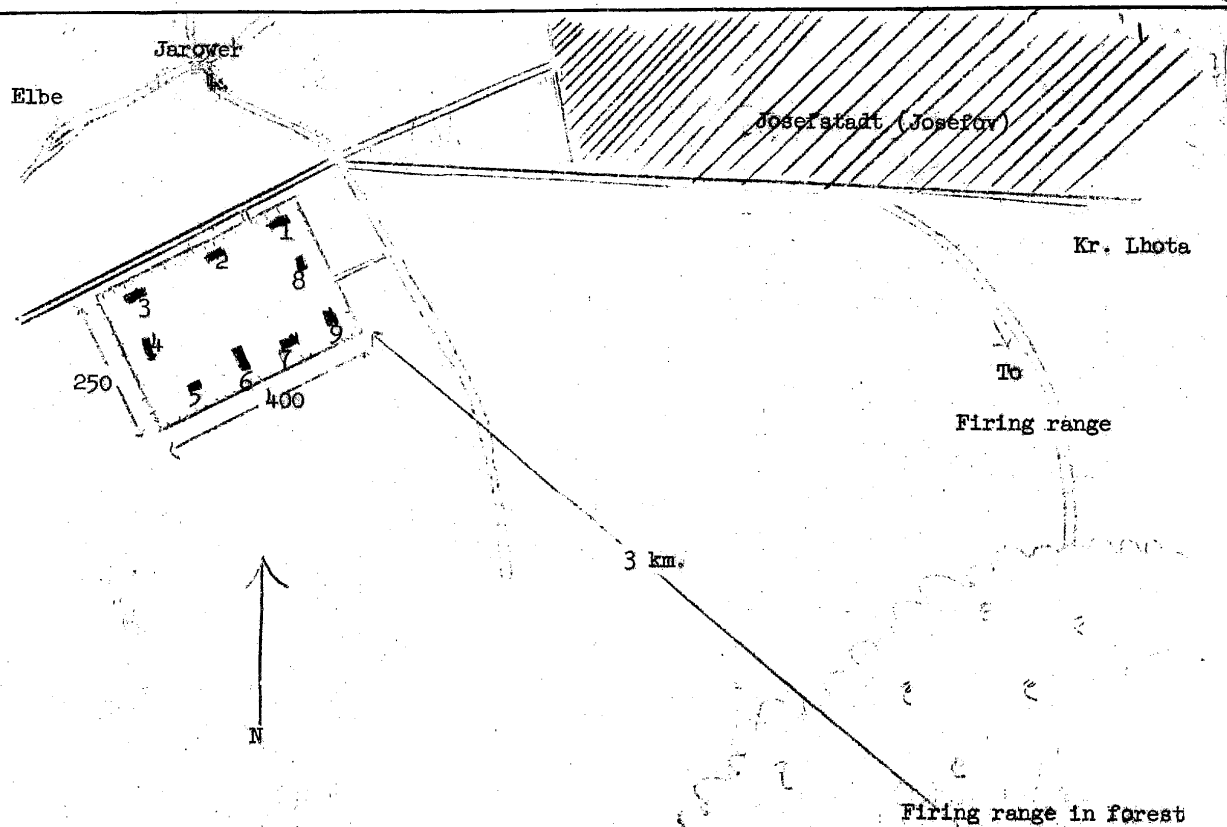 Jarower
Elbe
Josefstadt (Josefov)
Kr. Lhota
1
2
8
3
4
9
7
6
5
250
400
To
Firing range
3 km.
N
Firing range in forest